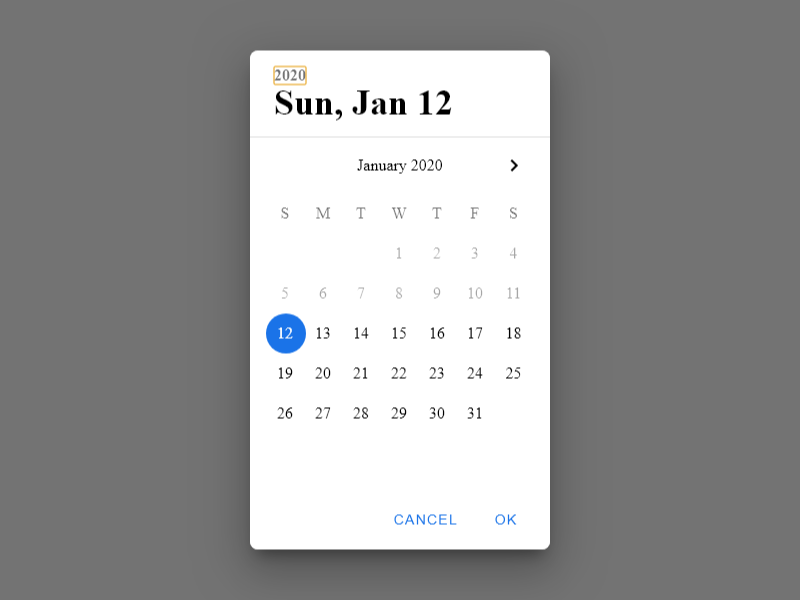 2020
Sun, Jan 12
January 2020
S M T W T F S
1 2 3 4
5 6 7 8 9 10 11
12 13 14 15 16 17 18
19 20 21 22 23 24 25
26 27 28 29 30 31
CANCEL OK